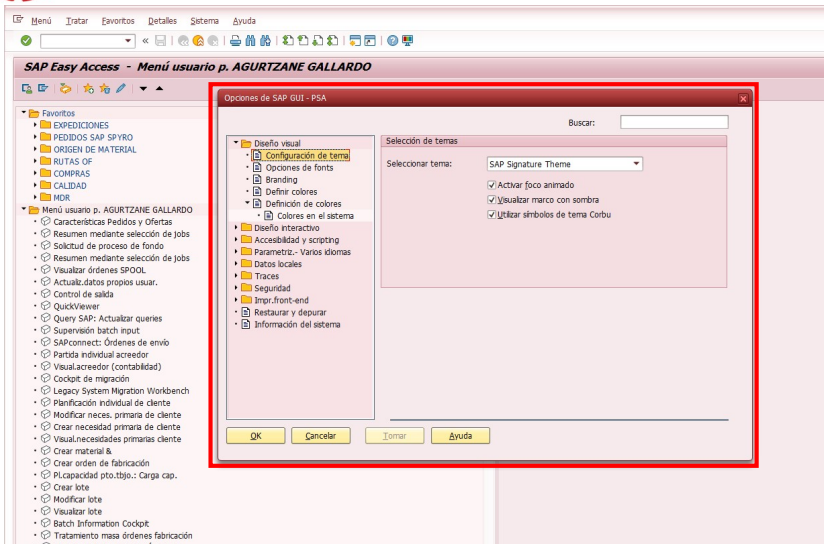 Menú Tratar Favoritos Detalles Sistema Ayuda
SAP Easy Access - Menú usuario p. AGURTZANE GALLARDO
Favoritos
EXPEDICIONES
PEDIDOS SAP SPYRO
ORIGEN DE MATERIAL
RUTAS OF
COMPRAS
CALIDAD
MDR
Menú usuario p. AGURTZANE GALLARDO
Características Pedidos y Ofertas
Resumen mediante selección de jobs
Solicitud de proceso de fondo
Resumen mediante selección de jobs
Visualizar órdenes SPOOL
Actualiz.datos propios usuar.
Control de salida
QuickViewer
Query SAP: Actualizar queries
Supervisión batch input
SAPconnect: Órdenes de envío
Partida individual acreedor
Visual.acreedor (contabilidad)
Cockpit de migración
Legacy System Migration Workbench
Planificación individual de cliente
Modificar neces. primaria de cliente
Crear necesidad primaria de cliente
Visual.necesidades primarias cliente
Crear material &
Crear orden de fabricación
Pl.capacidad pto.tbjo.: Carga cap.
Crear lote
Modificar lote
Visualizar lote
Batch Information Cockpit
Tratamiento masa órdenes fabricación
Opciones de SAP GUI - PSA
Buscar:
Diseño visual
Configuración de tema
Opciones de fonts
Branding
Definir colores
Definición de colores
Colores en el sistema
Diseño interactivo
Accesibilidad y scripting
Parametriz.- Varios idiomas
Datos locales
Traces
Seguridad
Impr.front-end
Restaurar y depurar
Información del sistema
Selección de temas
Seleccionar tema: SAP Signature Theme
Activar foco animado
Visualizar marco con sombra
Utilizar símbolos de tema Corbu
OK Cancelar Tomar Ayuda